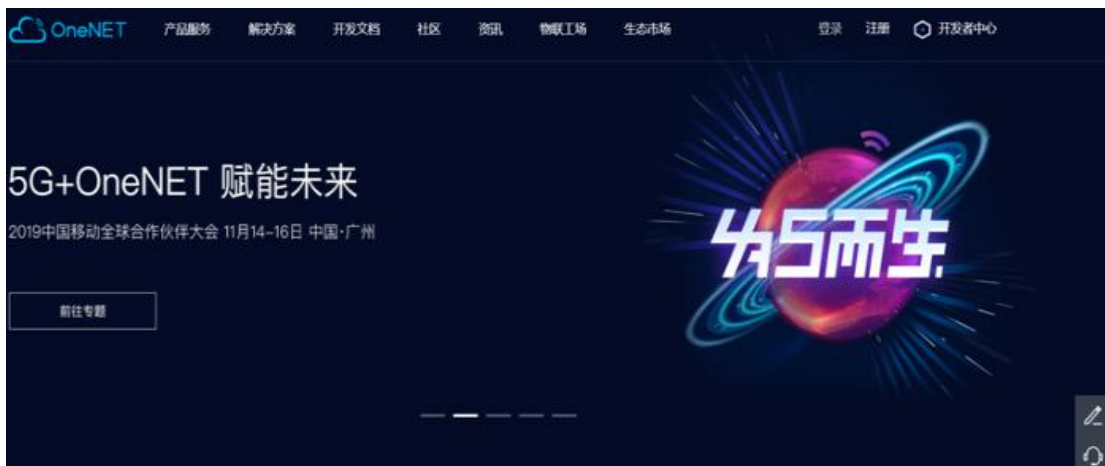 OneNET 产品服务 解决方案 开发文档 社区 资讯 物联工场 生态市场 登录 注册 开发者中心
5G+OneNET 赋能未来
2019中国移动全球合作伙伴大会 11月14-16日 中国·广州
为5而生
前往专题